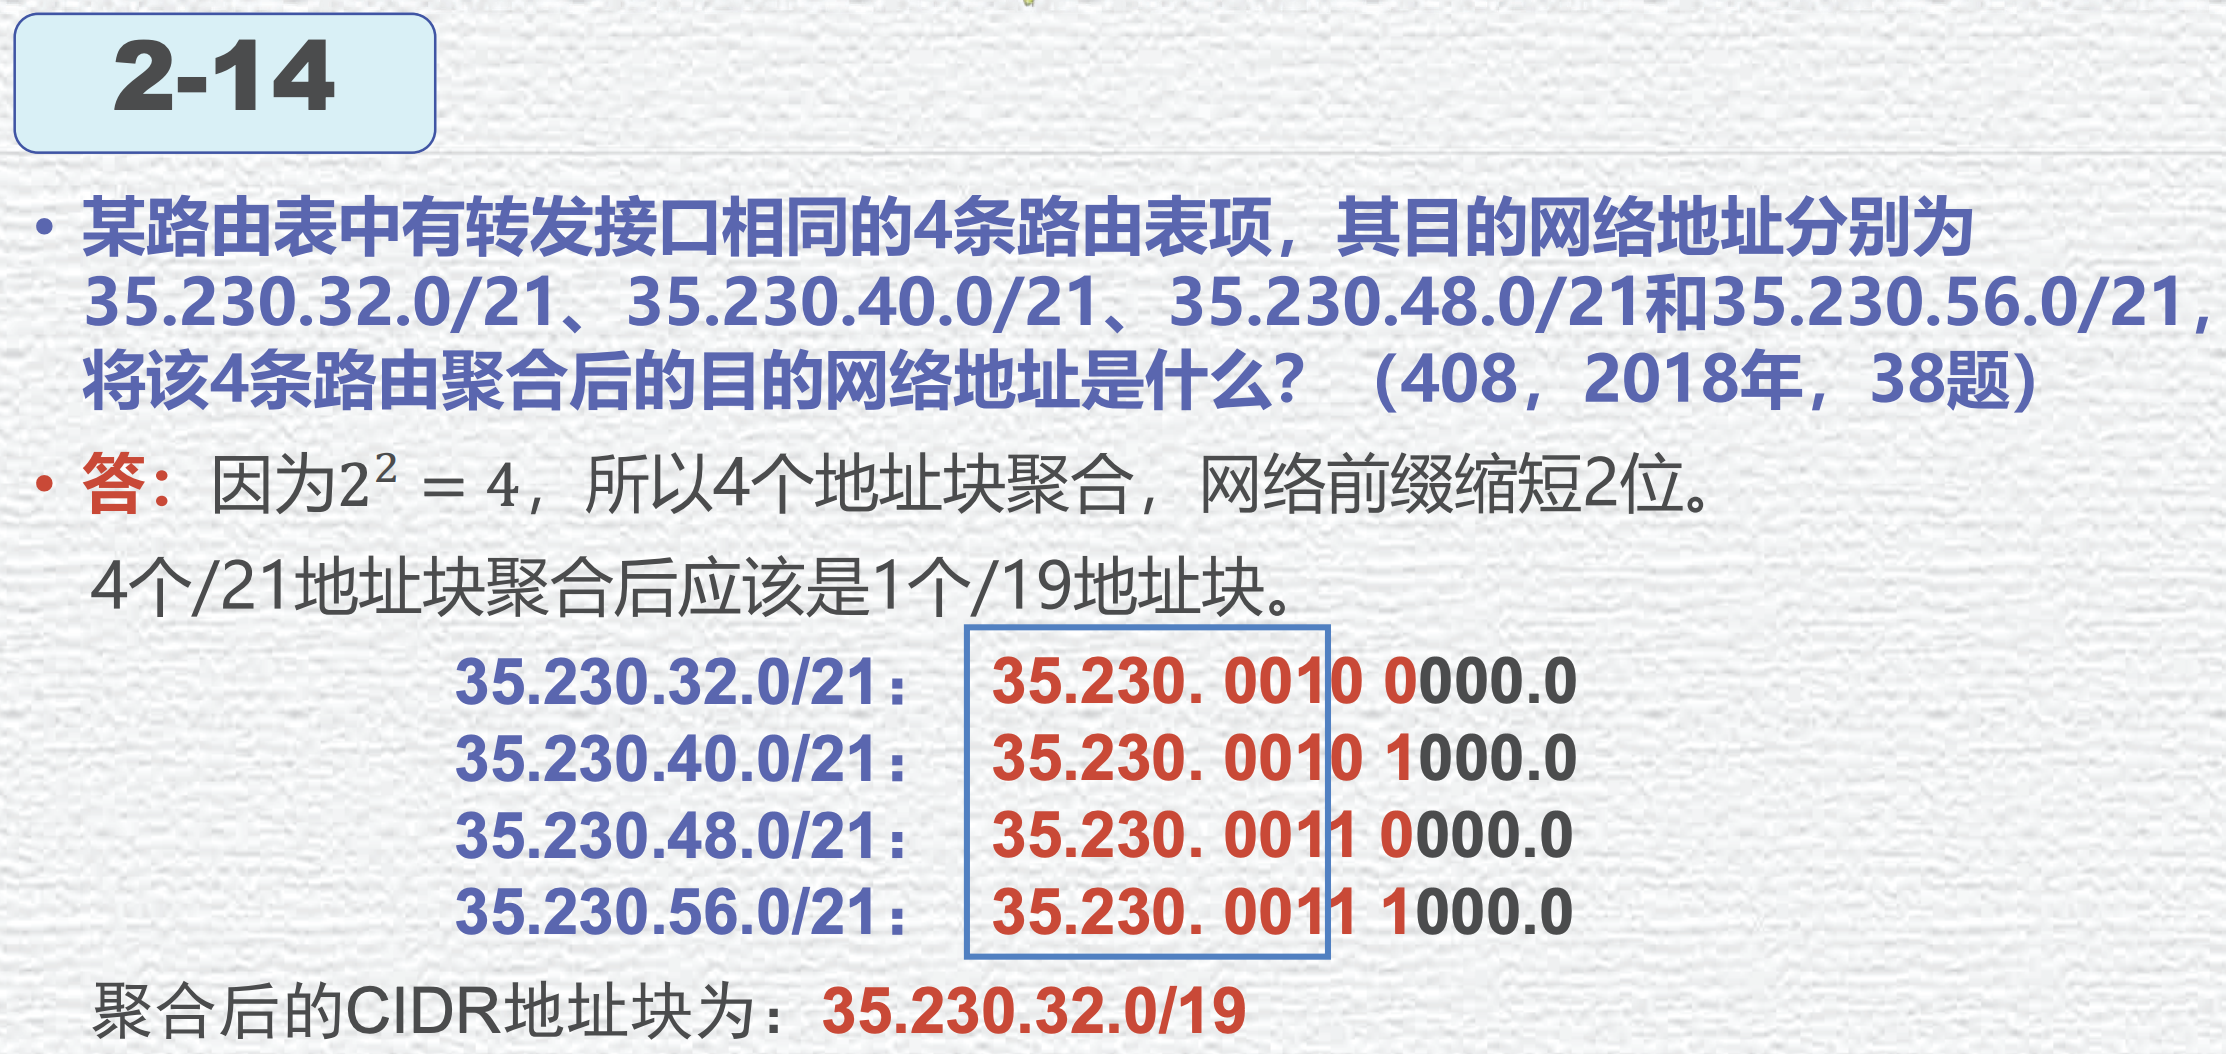 2-14
• 某路由表中有转发接口相同的4条路由表项，其目的网络地址分别为
35.230.32.0/21、35.230.40.0/21、35.230.48.0/21和35.230.56.0/21，
将该4条路由聚合后的目的网络地址是什么？（408，2018年，38题）
• 答：因为2² = 4，所以4个地址块聚合，网络前缀缩短2位。
4个/21地址块聚合后应该是1个/19地址块。
35.230.32.0/21： 35.230. 0010 0000.0
35.230.40.0/21： 35.230. 0010 1000.0
35.230.48.0/21： 35.230. 0011 0000.0
35.230.56.0/21： 35.230. 0011 1000.0
聚合后的CIDR地址块为：35.230.32.0/19